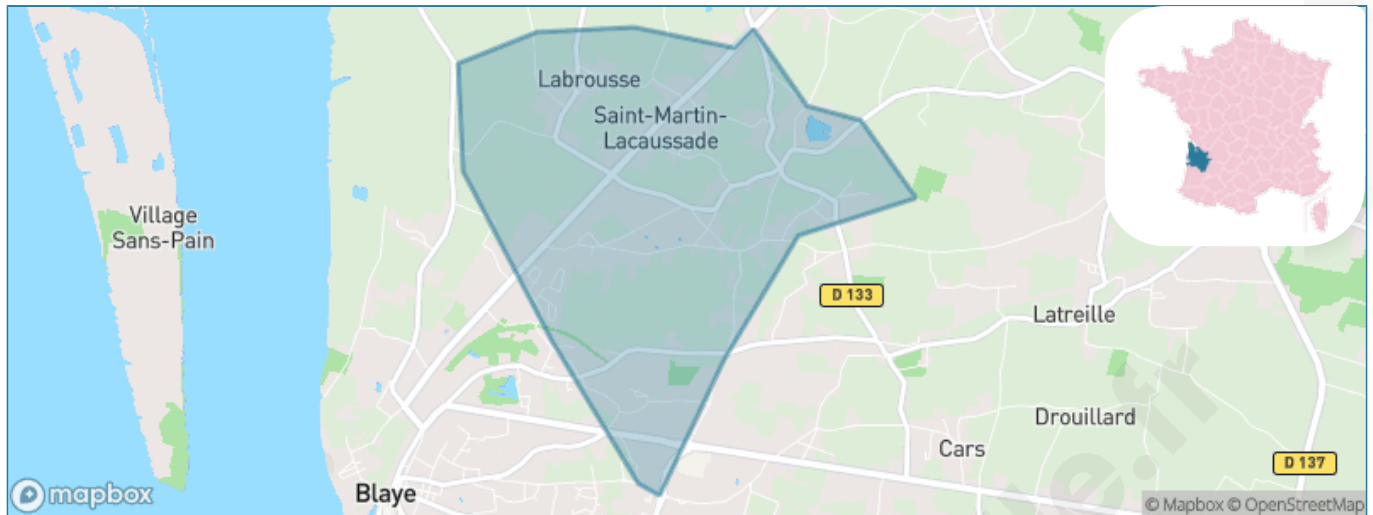 Labrousse
Saint-Martin-
Lacaussade
Village
Sans-Pain
D 133
Latreille
Drouillard
Cars
D 137
Blaye
mapbox
© Mapbox © OpenStreetMap